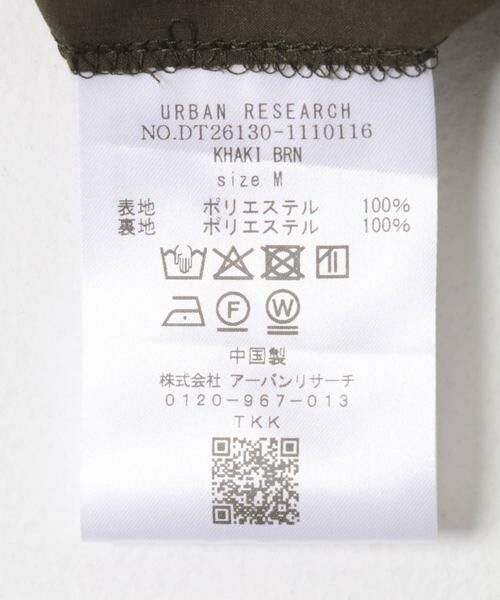 URBAN RESEARCH
NO.DT26130-1110116
KHAKI BRN
size M
表地 ポリエステル 100%
裏地 ポリエステル 100%
F W
中国製
株式会社 アーバンリサーチ
0120-967-013
TKK